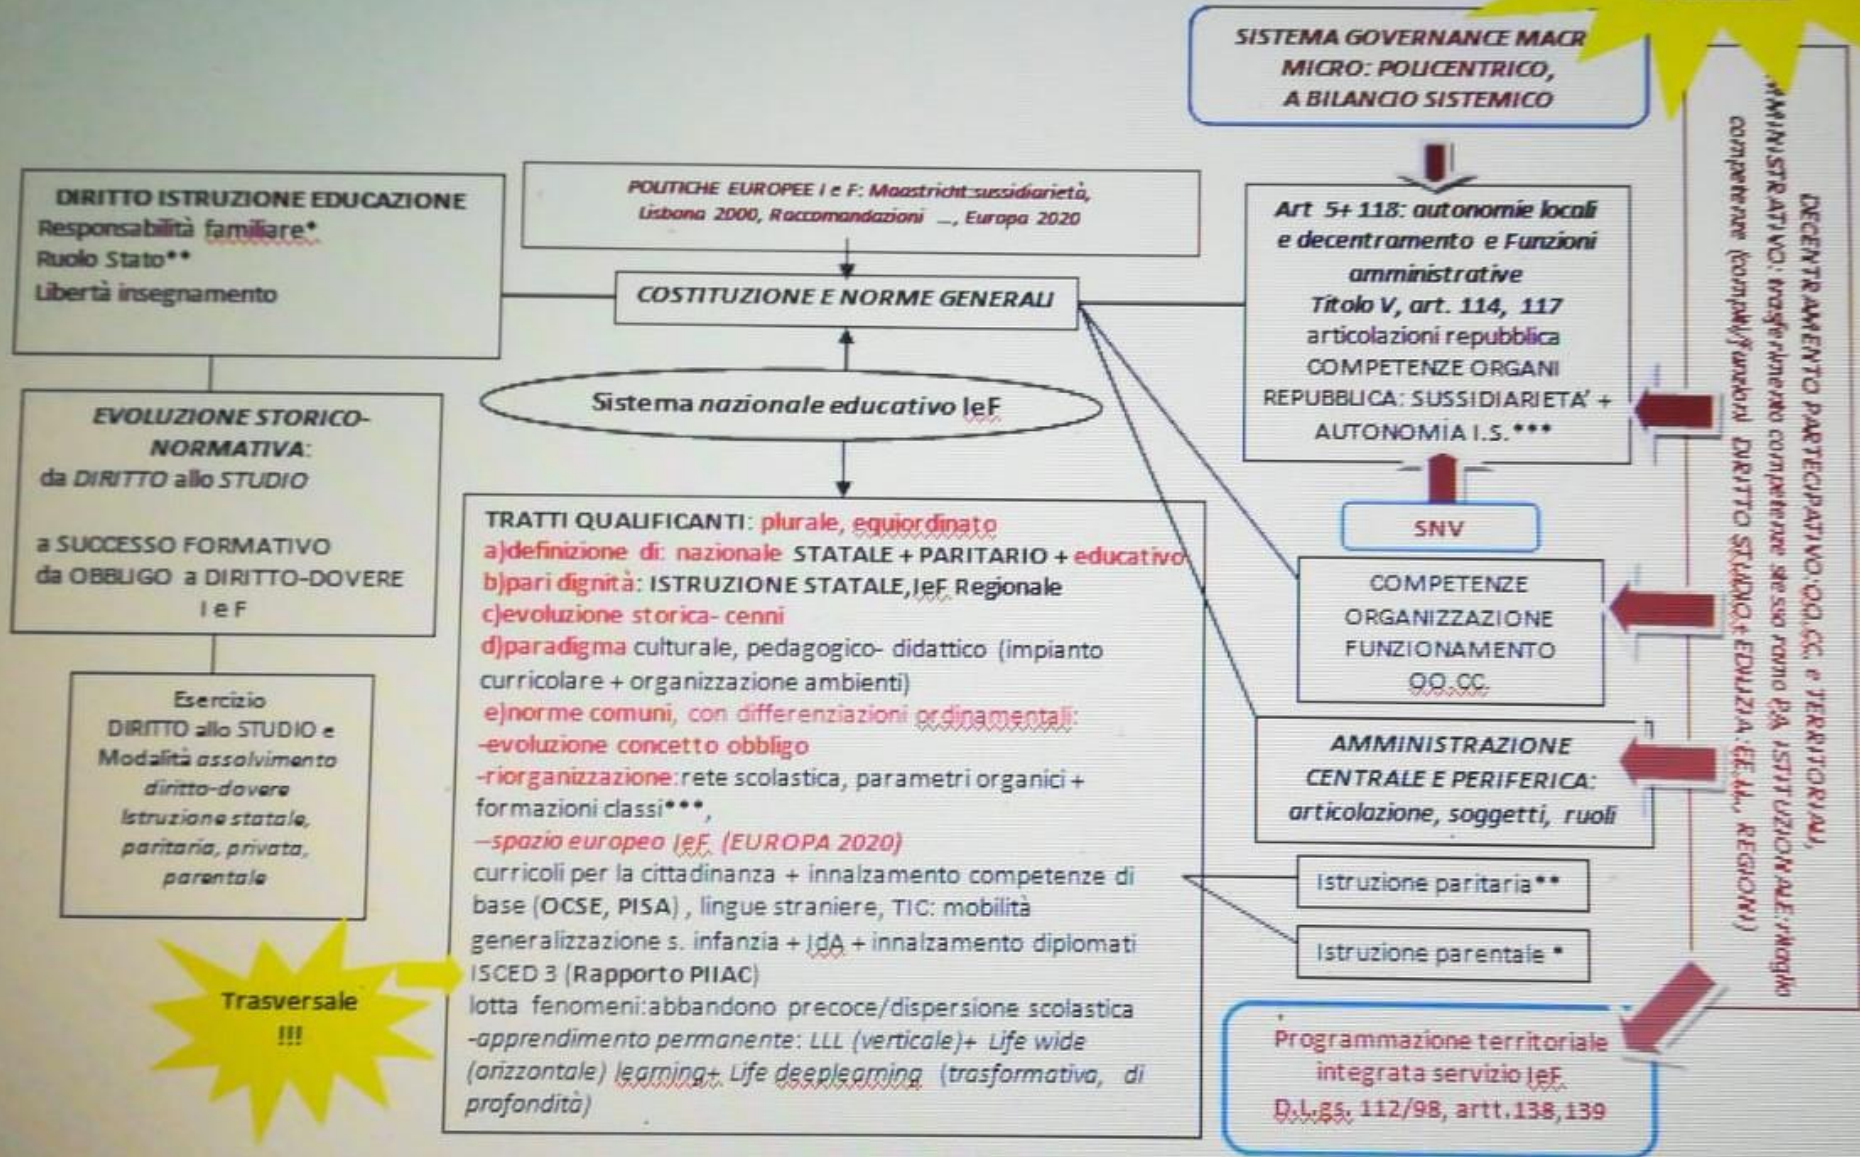 SISTEMA GOVERNANCE MACR
MICRO: POLICENTRICO,
A BILANCIO SISTEMICO
DIRITTO ISTRUZIONE EDUCAZIONE
Responsabilità familiare*
Ruolo Stato**
Libertà insegnamento
POLITICHE EUROPEE I e F: Maastricht:sussidiarietà,
Lisbona 2000, Raccomandazioni ..., Europa 2020
COSTITUZIONE E NORME GENERALI
Sistema nazionale educativo IeF
Art 5+ 118: autonomie locali
e decentramento e Funzioni
amministrative
Titolo V, art. 114, 117
articolazioni repubblica
COMPETENZE ORGANI
REPUBBLICA: SUSSIDIARIETA' +
AUTONOMIA I.S.***
EVOLUZIONE STORICO-
NORMATIVA:
da DIRITTO allo STUDIO
a SUCCESSO FORMATIVO
da OBBLIGO a DIRITTO-DOVERE
I e F
Esercizio
DIRITTO allo STUDIO e
Modalità assolvimento
diritto-dovere
Istruzione statale,
paritaria, privata,
parentale
Trasversale
!!!
TRATTI QUALIFICANTI: plurale, equiordinato
a)definizione di: nazionale STATALE + PARITARIO + educativo
b)pari dignità: ISTRUZIONE STATALE,IeF Regionale
c)evoluzione storica- cenni
d)paradigma culturale, pedagogico- didattico (impianto
curricolare + organizzazione ambienti)
e)norme comuni, con differenziazioni ordinamentali:
-evoluzione concetto obbligo
-riorganizzazione:rete scolastica, parametri organici +
formazioni classi***,
–spazio europeo IeF (EUROPA 2020)
curricoli per la cittadinanza + innalzamento competenze di
base (OCSE, PISA) , lingue straniere, TIC: mobilità
generalizzazione s. infanzia + IdA + innalzamento diplomati
ISCED 3 (Rapporto PIIAC)
lotta fenomeni:abbandono precoce/dispersione scolastica
-apprendimento permanente: LLL (verticale)+ Life wide
(orizzontale) learning+ Life deeplearning (trasformativa, di
profondità)
SNV
COMPETENZE
ORGANIZZAZIONE
FUNZIONAMENTO
OO.CC.
AMMINISTRAZIONE
CENTRALE E PERIFERICA:
articolazione, soggetti, ruoli
Istruzione paritaria**
Istruzione parentale *
Programmazione territoriale
integrata servizio IeF
D.L.gs. 112/98, artt.138,139
DECENTRAMENTO PARTECIPATIVO:OO.CC. e TERRITORIALI,
MMINISTRATIVO: trasferimento competenze stesso ramo PA, ISTITUZIONALE:ritaglio
competenze (compiti/funzioni DIRITTO STUDIO+ EDILIZIA:EE.LL., REGIONI)